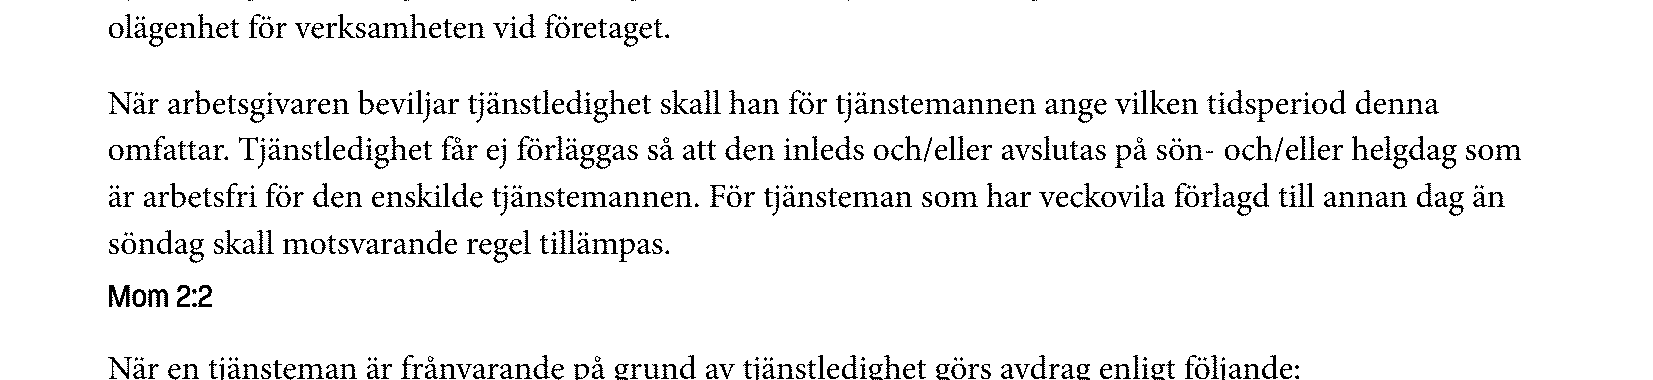 olägenhet för verksamheten vid företaget.
När arbetsgivaren beviljar tjänstledighet skall han för tjänstemannen ange vilken tidsperiod denna
omfattar. Tjänstledighet får ej förläggas så att den inleds och/eller avslutas på sön- och/eller helgdag som
är arbetsfri för den enskilde tjänstemannen. För tjänsteman som har veckovila förlagd till annan dag än
söndag skall motsvarande regel tillämpas.
Mom 2:2
När en tjänsteman är frånvarande på grund av tjänstledighet görs avdrag enligt följande: